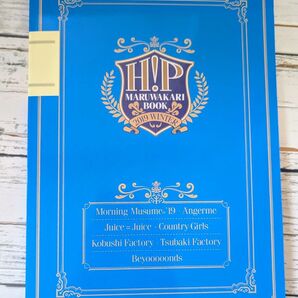 H!P
MARUWAKARI
BOOK
2019 WINTER
Morning Musume。'19 · Angerme
Juice=Juice · Country Girls
Kobushi Factory · Tsubaki Factory
Beyooooonds